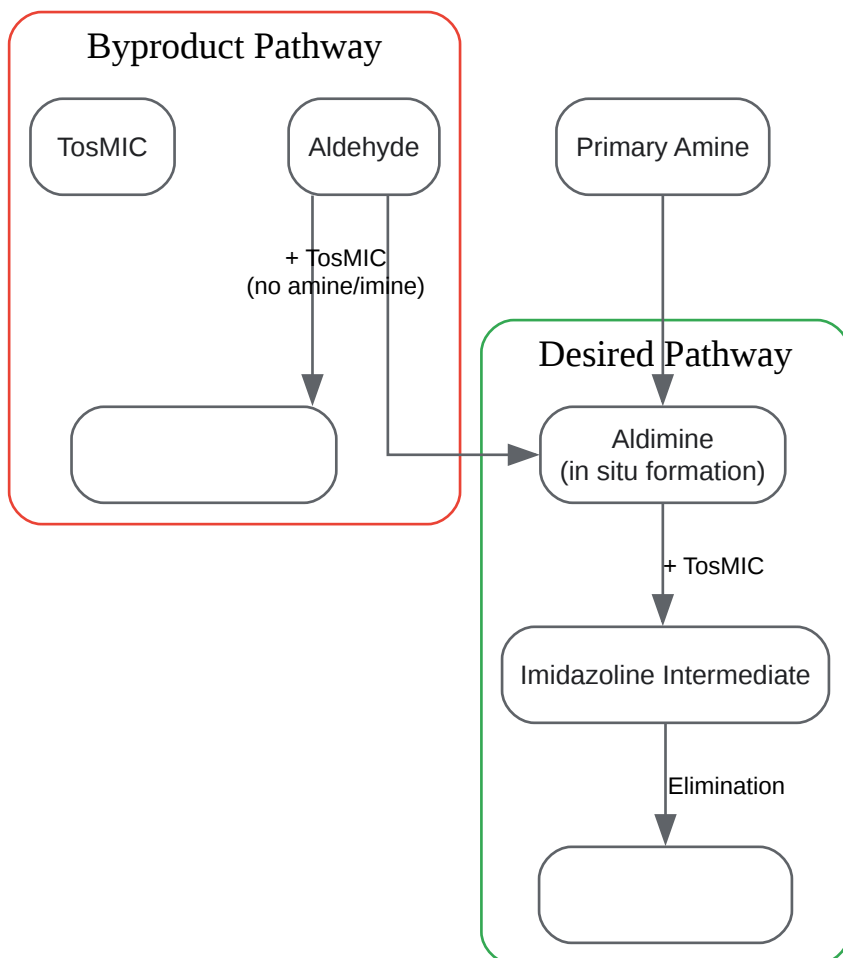 Byproduct Pathway
TosMIC
Aldehyde
Primary Amine
+ TosMIC
(no amine/imine)
Desired Pathway
Aldimine
(in situ formation)
+ TosMIC
Imidazoline Intermediate
Elimination